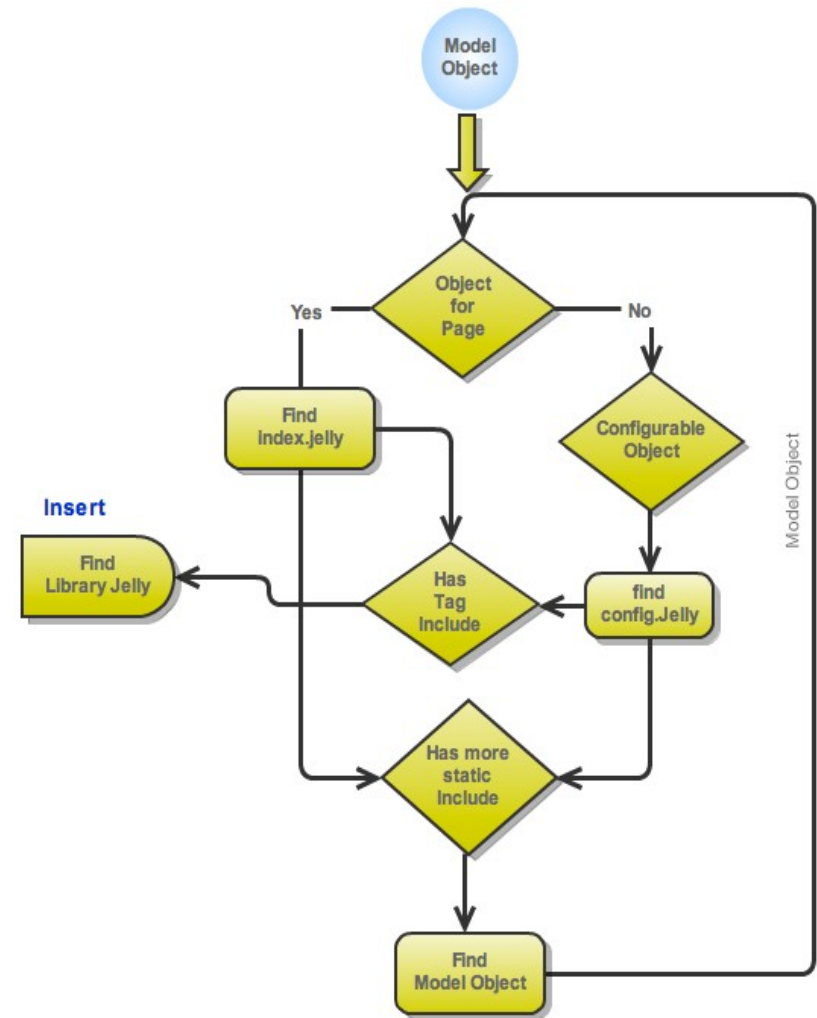 Model
Object
Object
for
Page
Yes
No
Find
index.jelly
Configurable
Object
Model Object
Insert
Find
Library Jelly
Has
Tag
Include
find
config.Jelly
Has more
static
Include
Find
Model Object